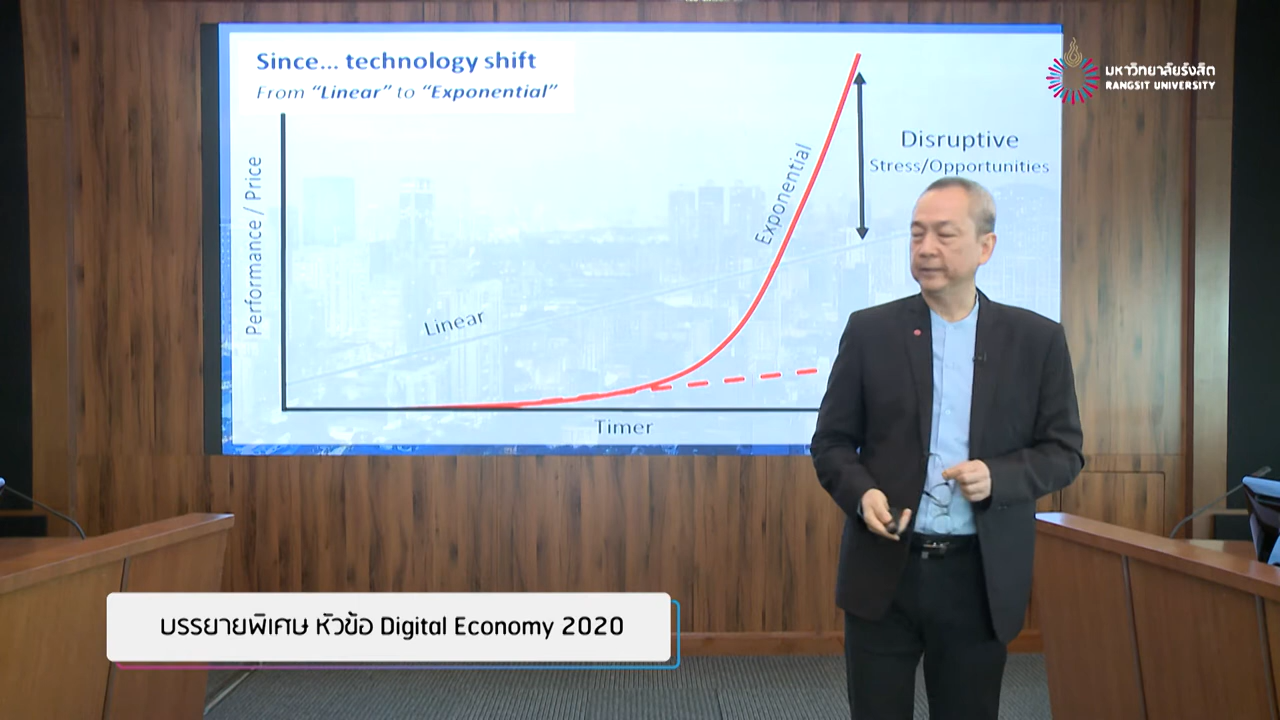 Since... technology shift
From “Linear” to “Exponential”
มหาวิทยาลัยรังสิต
RANGSIT UNIVERSITY
Performance / Price
Linear
Exponential
Disruptive
Stress/Opportunities
Timer
บรรยายพิเศษ หัวข้อ Digital Economy 2020